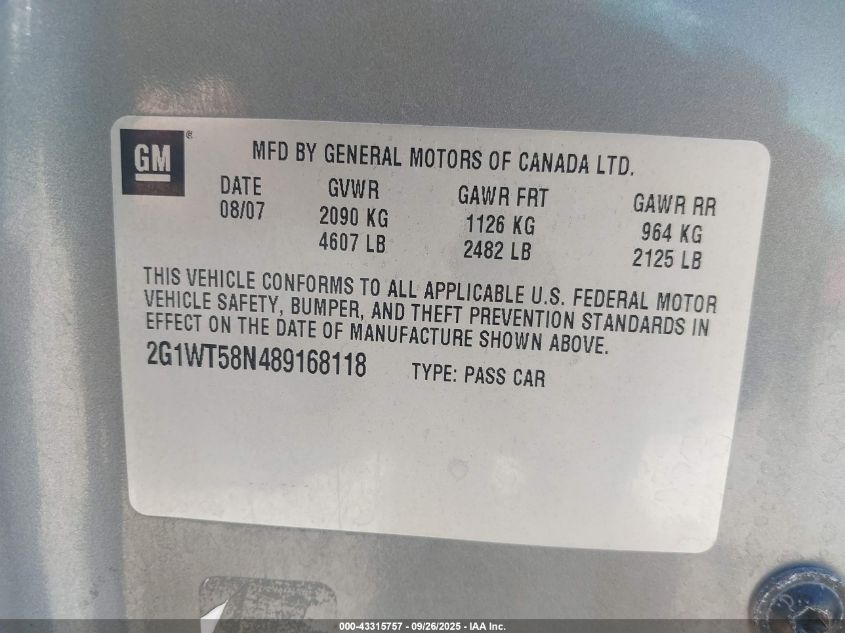 GM ®
MFD BY GENERAL MOTORS OF CANADA LTD.
DATE GVWR GAWR FRT GAWR RR
08/07 2090 KG 1126 KG 964 KG
4607 LB 2482 LB 2125 LB
THIS VEHICLE CONFORMS TO ALL APPLICABLE U.S. FEDERAL MOTOR
VEHICLE SAFETY, BUMPER, AND THEFT PREVENTION STANDARDS IN
EFFECT ON THE DATE OF MANUFACTURE SHOWN ABOVE.
2G1WT58N489168118 TYPE: PASS CAR
000-43315757 - 09/26/2025 - IAA Inc.